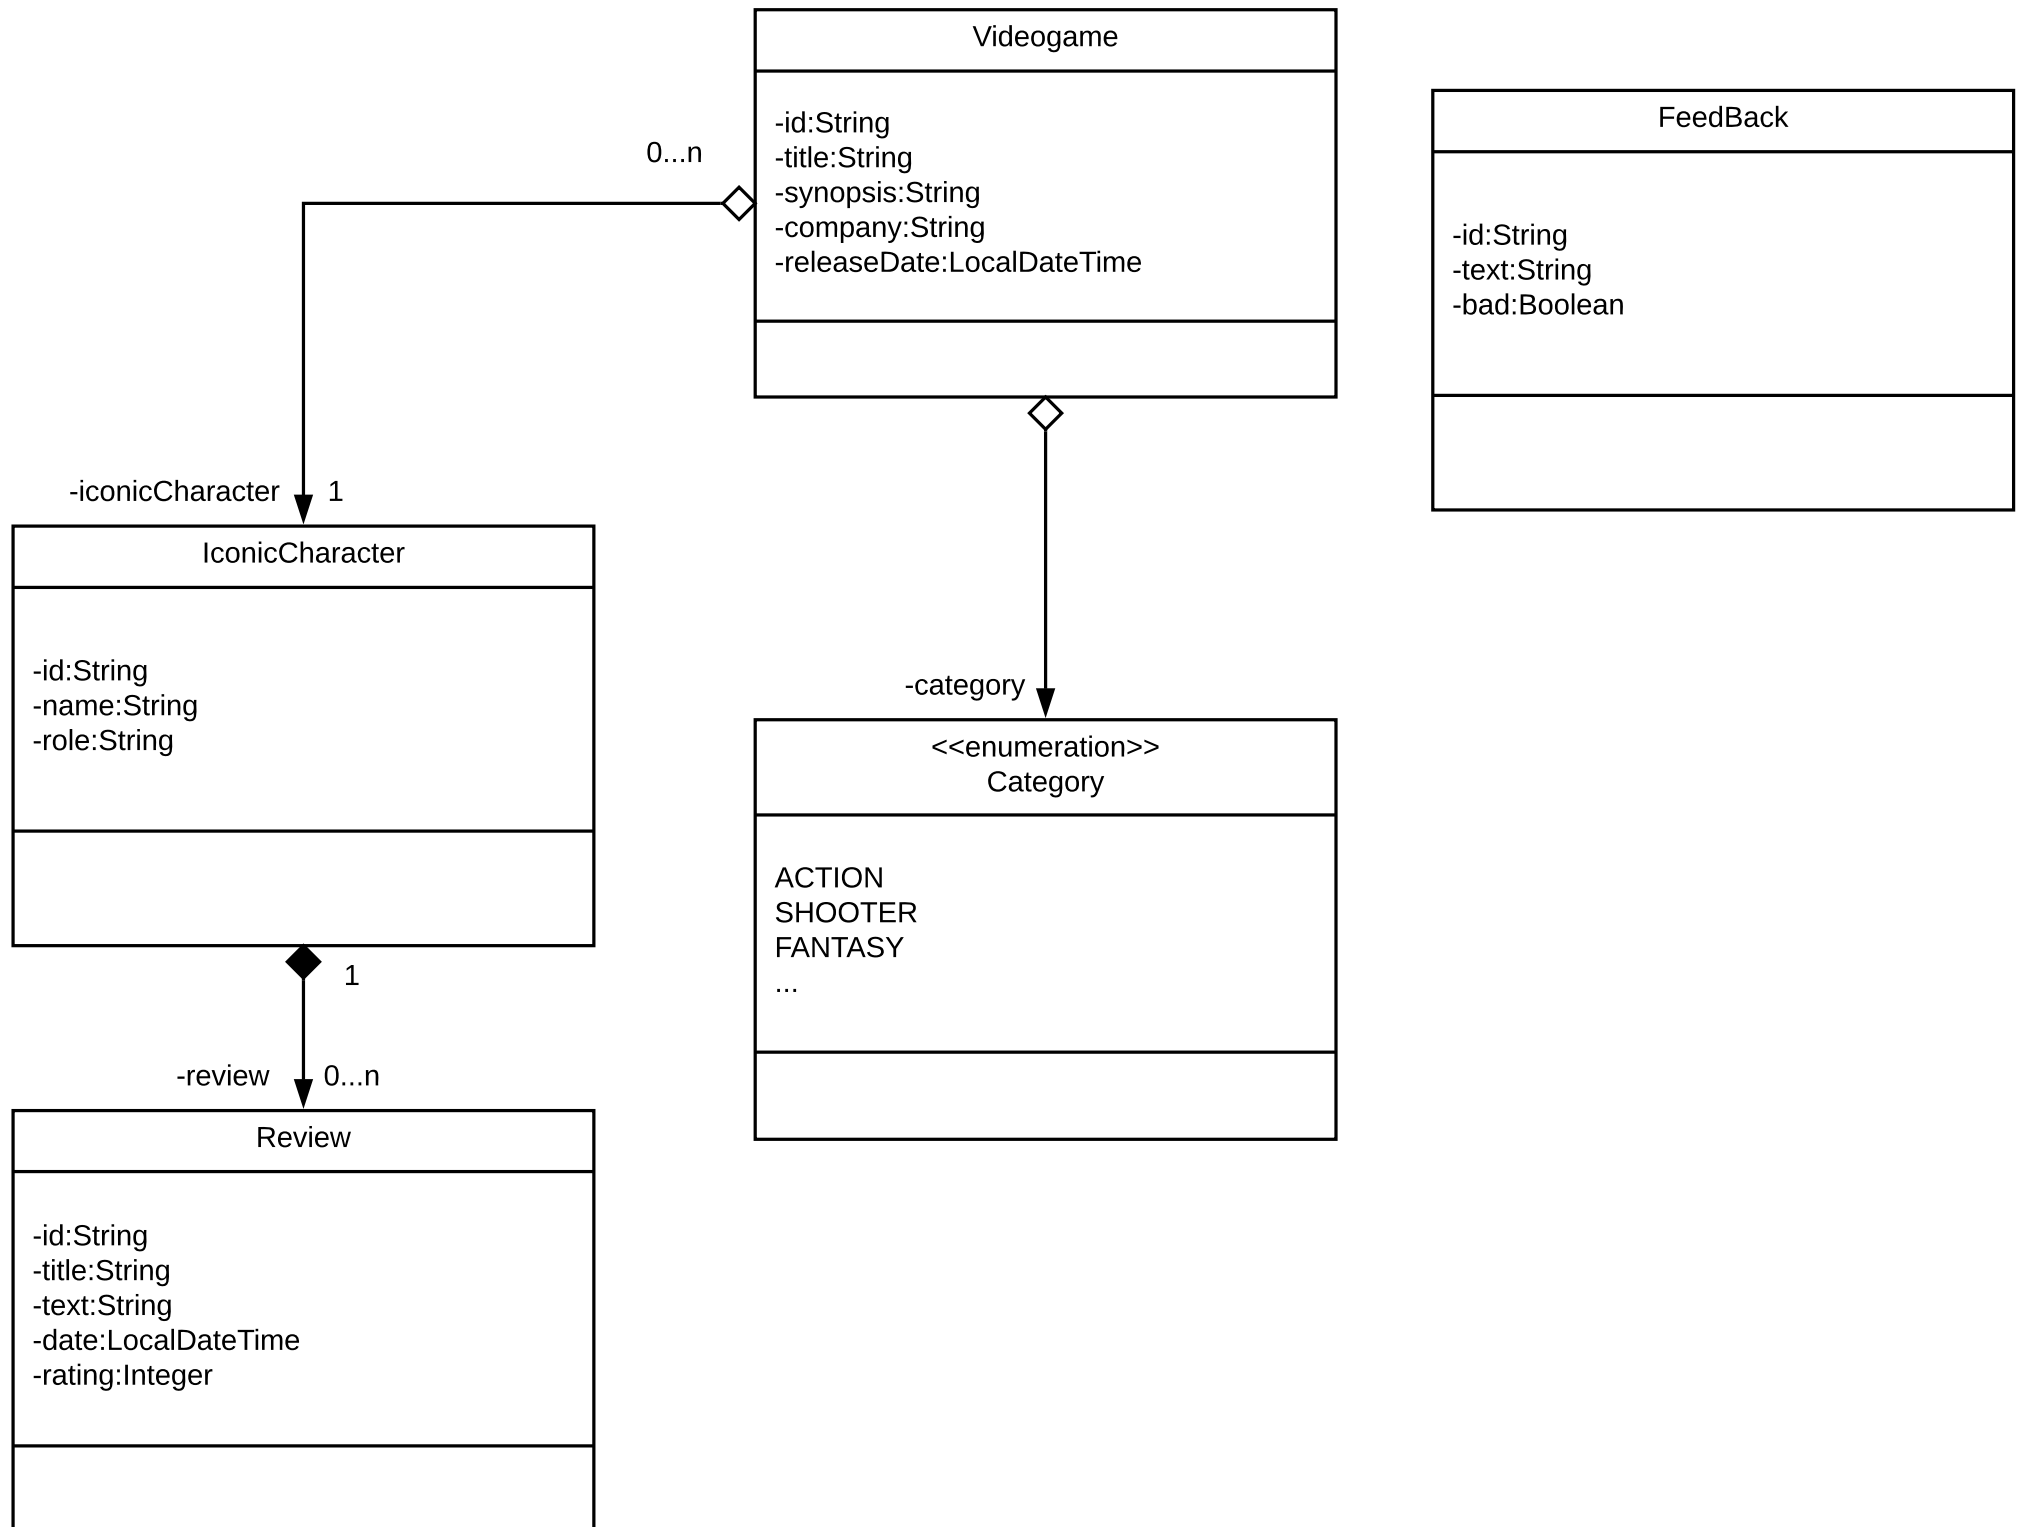 Videogame
-id:String
-title:String
-synopsis:String
-company:String
-releaseDate:LocalDateTime
FeedBack
-id:String
-text:String
-bad:Boolean
0...n
-iconicCharacter
1
IconicCharacter
-id:String
-name:String
-role:String
-category
<<enumeration>>
Category
ACTION
SHOOTER
FANTASY
...
1
-review
0...n
Review
-id:String
-title:String
-text:String
-date:LocalDateTime
-rating:Integer